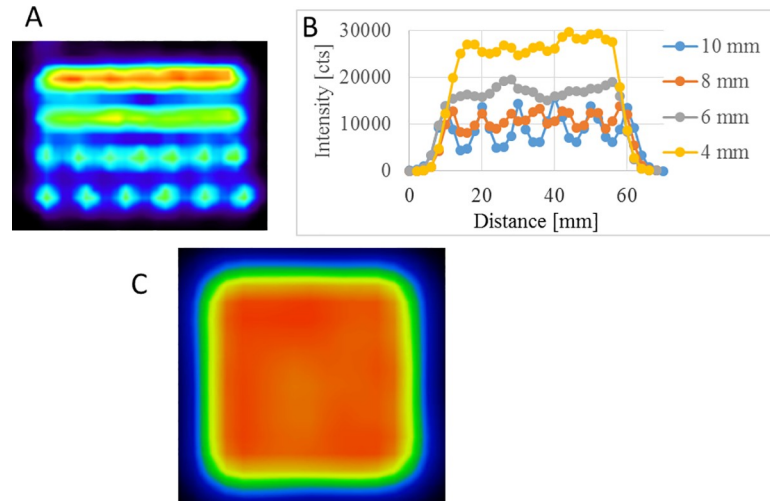 A
B
30000
20000
10000
0
Intensity [cts]
0
20
40
60
Distance [mm]
10 mm
8 mm
6 mm
4 mm
C